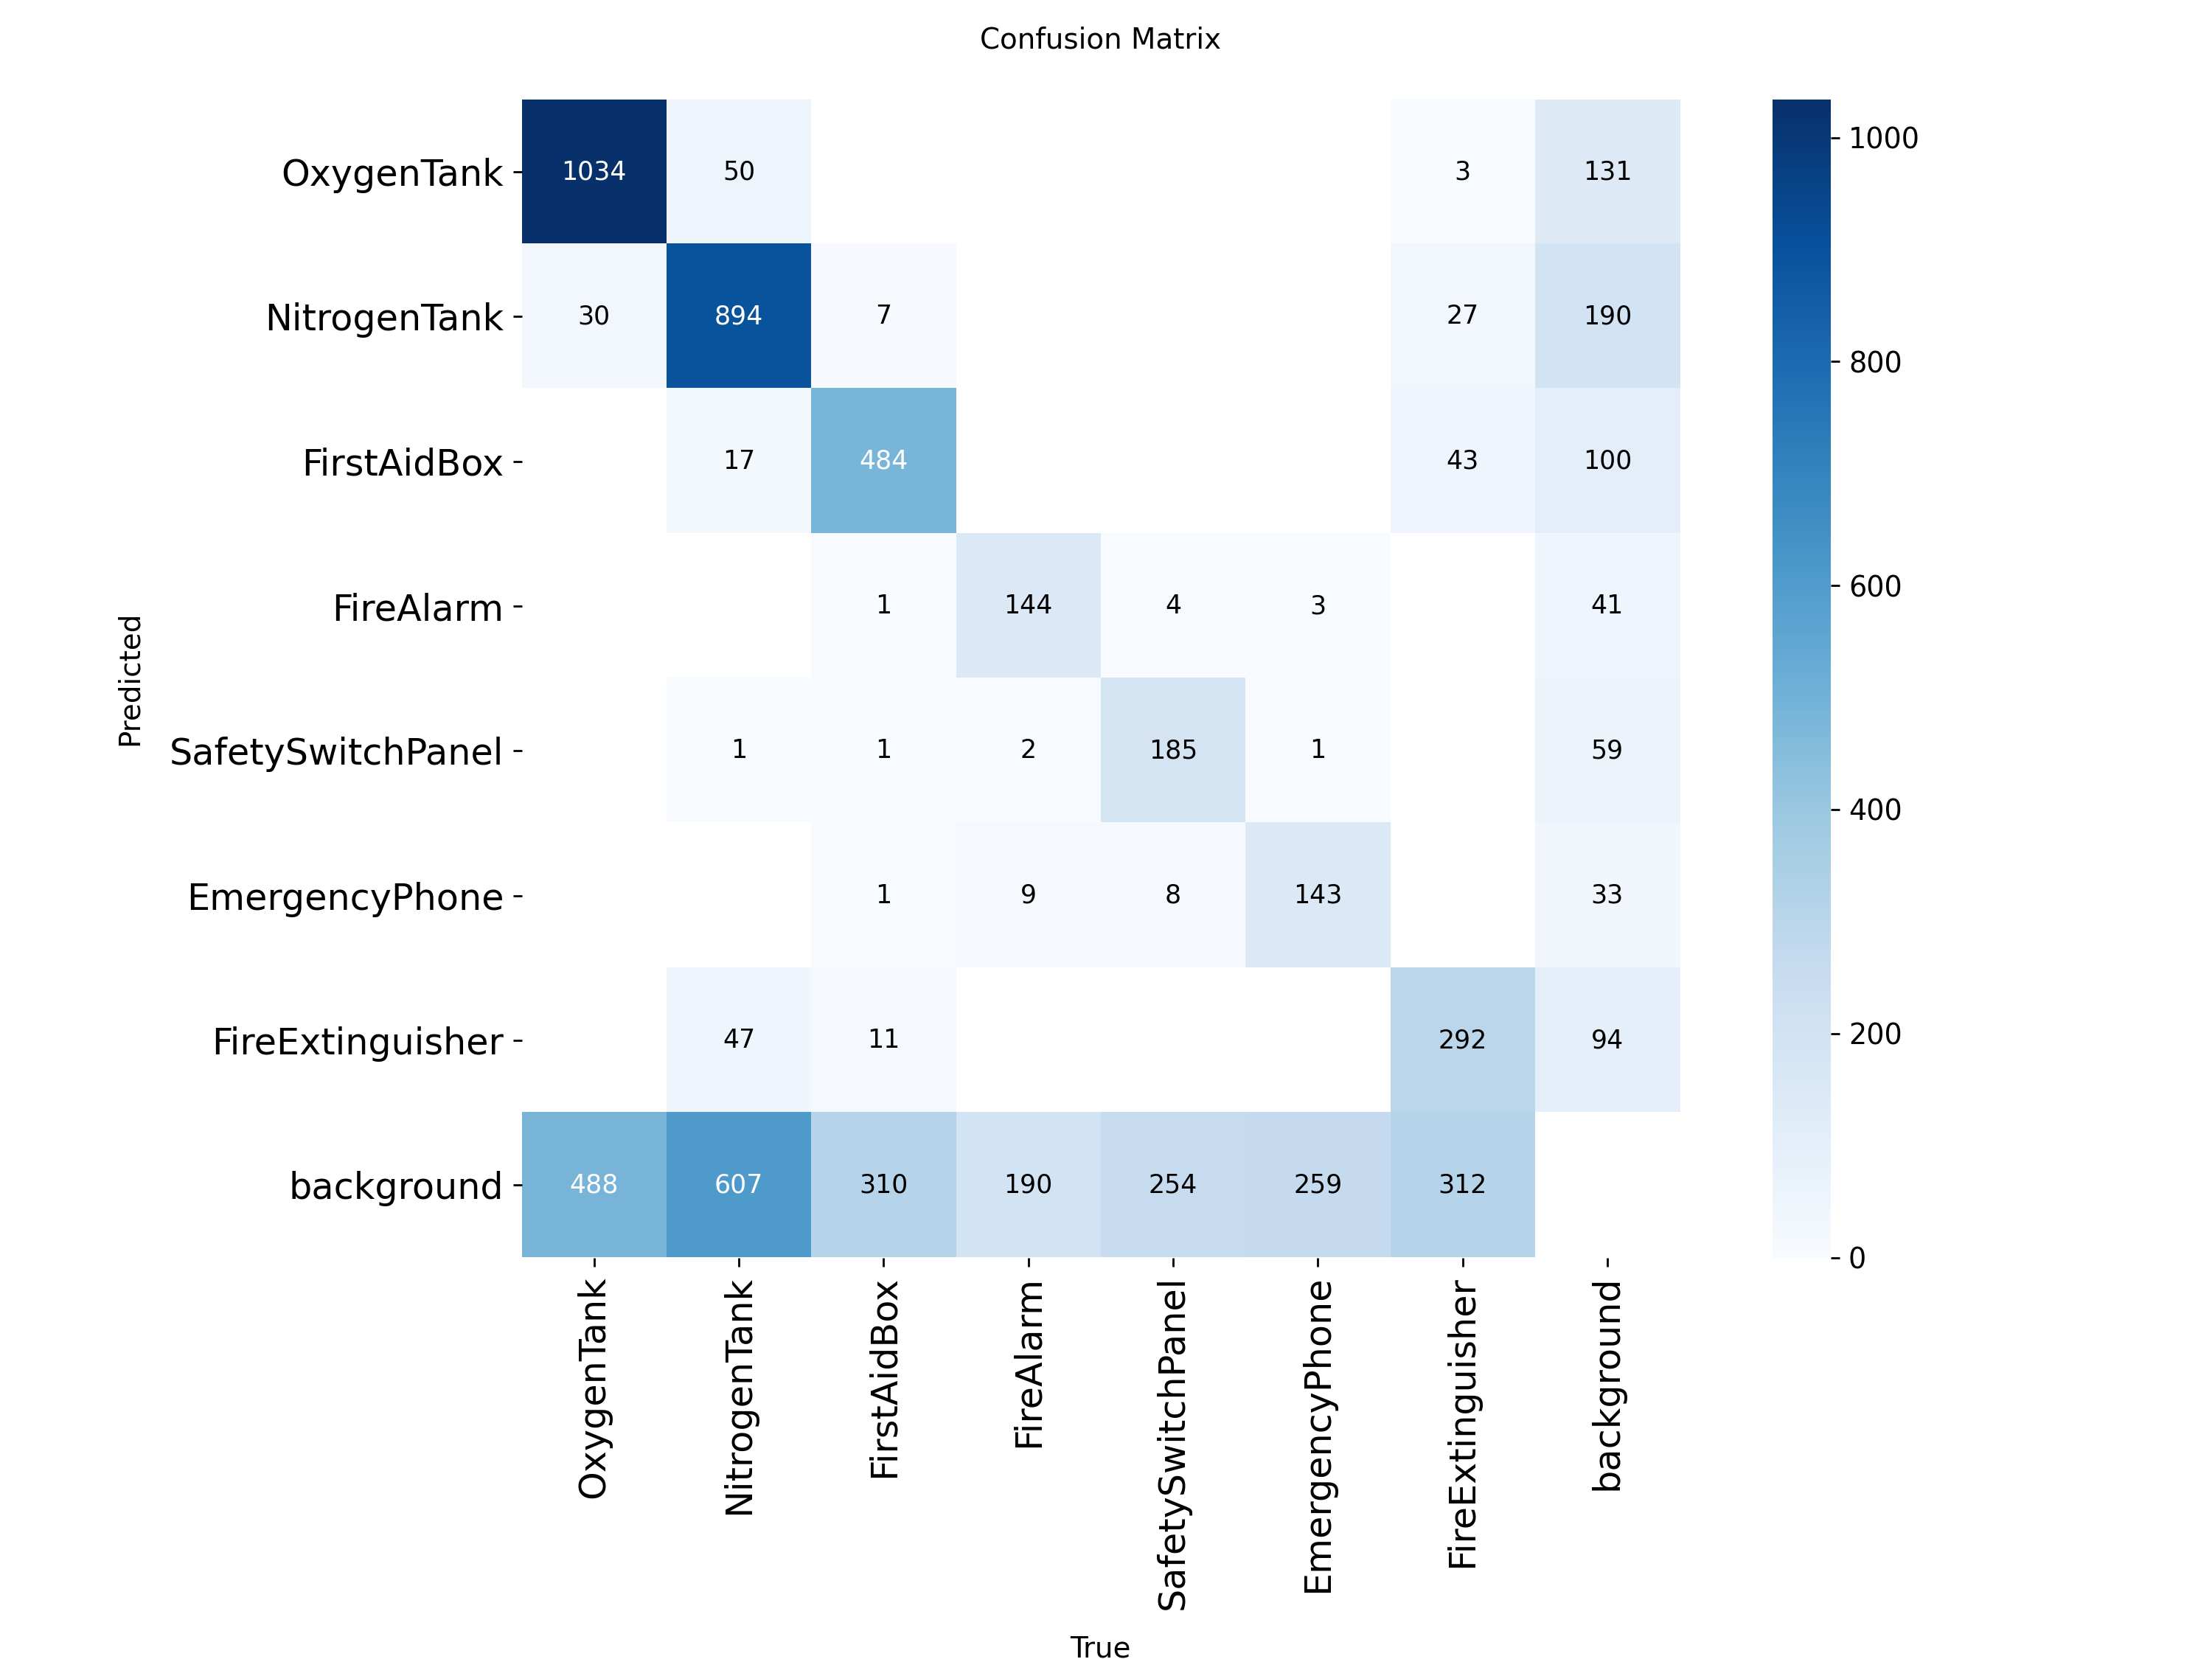 Confusion Matrix
OxygenTank 1034 50 3 131
NitrogenTank 30 894 7 27 190
FirstAidBox 17 484 43 100
FireAlarm 1 144 4 3 41
SafetySwitchPanel 1 1 2 185 1 59
EmergencyPhone 1 9 8 143 33
FireExtinguisher 47 11 292 94
background 488 607 310 190 254 259 312
Predicted
OxygenTank
NitrogenTank
FirstAidBox
FireAlarm
SafetySwitchPanel
EmergencyPhone
FireExtinguisher
background
True
1000
800
600
400
200
0